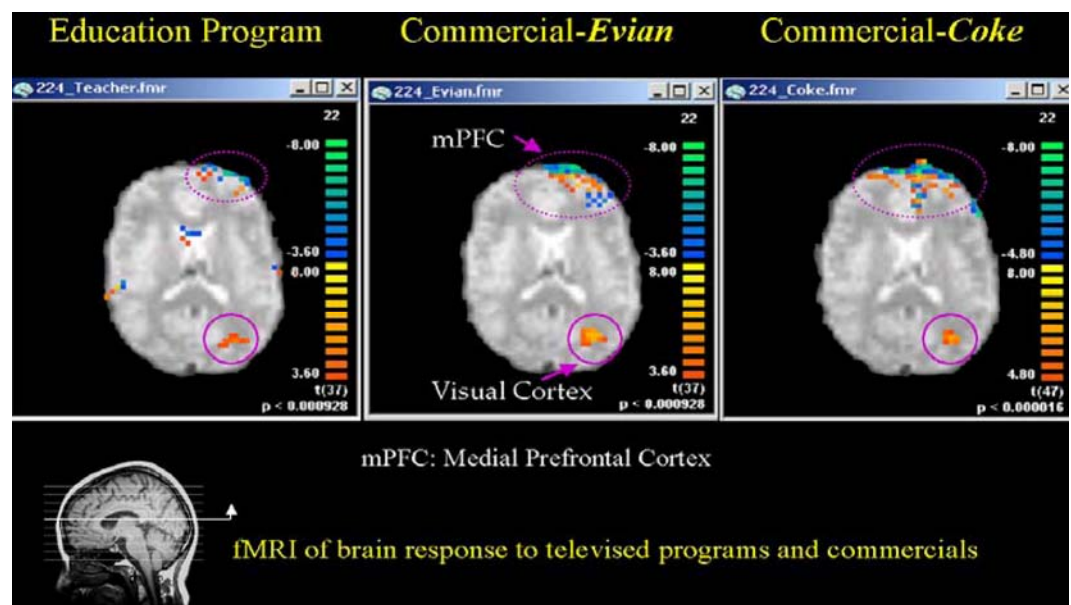 Education Program
Commercial-Evian
Commercial-Coke
224_Teacher.fmr
22
-8.00
-3.60
8.00
3.60
t(37)
p < 0.000928
224_Evian.fmr
22
mPFC
-8.00
-3.60
8.00
3.60
Visual Cortex
t(37)
p < 0.000928
224_Coke.fmr
22
-8.00
-4.80
8.00
4.80
t(47)
p < 0.000016
mPFC: Medial Prefrontal Cortex
fMRI of brain response to televised programs and commercials